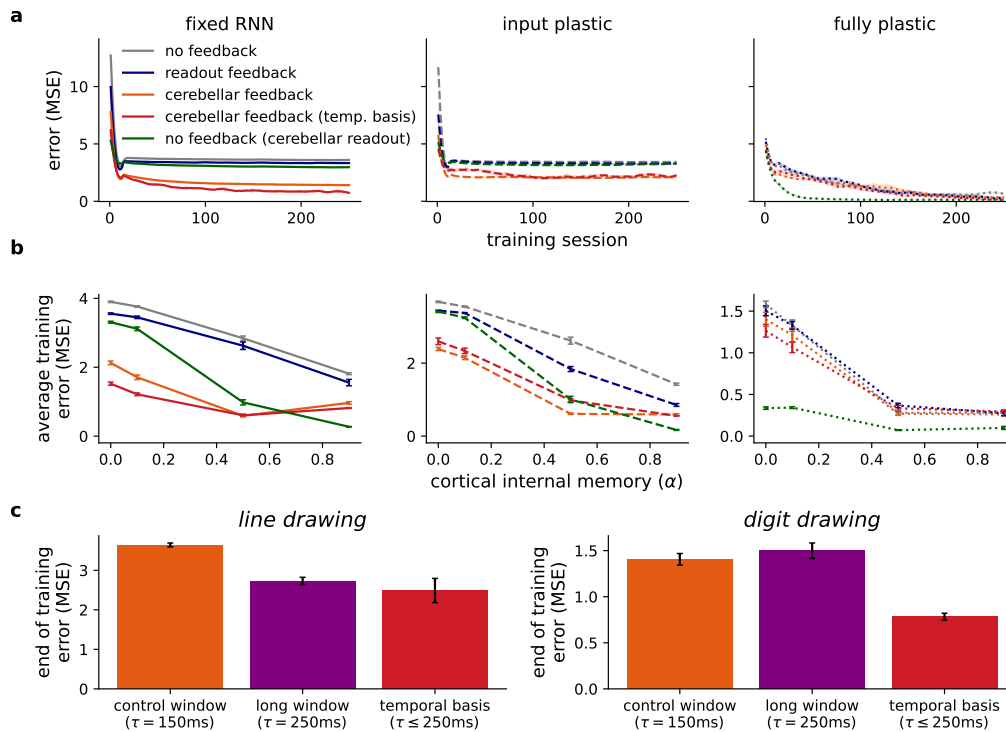 a
fixed RNN
input plastic
fully plastic
error (MSE)
10
5
0
no feedback
readout feedback
cerebellar feedback
cerebellar feedback (temp. basis)
no feedback (cerebellar readout)
0 100 200
0 100 200
0 100 200
training session
b
average training
error (MSE)
4
2
0
2
0
1.5
1.0
0.5
0.0
0.0 0.2 0.4 0.6 0.8
0.0 0.2 0.4 0.6 0.8
0.0 0.2 0.4 0.6 0.8
cortical internal memory (α)
c
line drawing
digit drawing
end of training
error (MSE)
3
2
1
0
control window
(τ = 150ms)
long window
(τ = 250ms)
temporal basis
(τ ≤ 250ms)
end of training
error (MSE)
1.5
1.0
0.5
0.0
control window
(τ = 150ms)
long window
(τ = 250ms)
temporal basis
(τ ≤ 250ms)